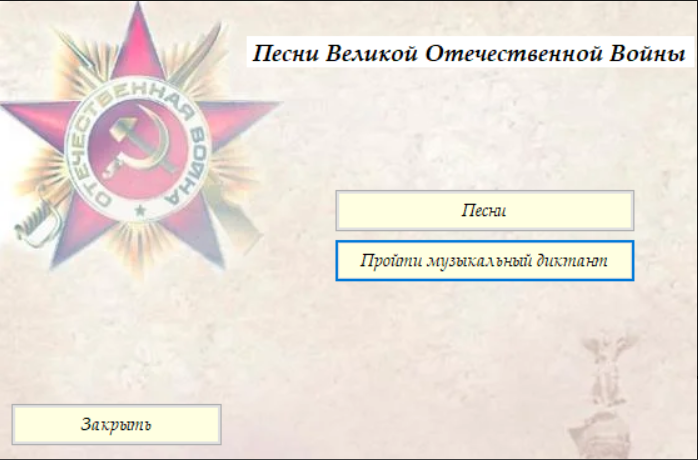 Песни Великой Отечественной Войны
ОТЕЧЕСТВЕННАЯ ВОЙНА
Песни
Пройти музыкальный диктант
Закрыть